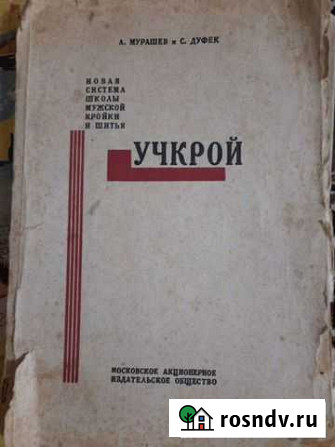 А. МУРАШЕВ и С. ДУФЕК
НОВАЯ
СИСТЕМА
ШКОЛЫ
МУЖСКОЙ
КРОЙКИ
И ШИТЬЯ
УЧКРОЙ
МОСКОВСКОЕ АКЦИОНЕРНОЕ
ИЗДАТЕЛЬСКОЕ ОБЩЕСТВО
rosndv.ru